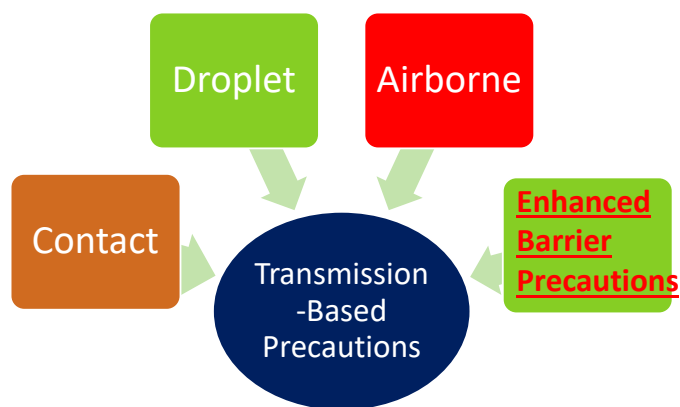 Droplet
Airborne
Contact
Enhanced
Barrier
Precautions
Transmission
-Based
Precautions